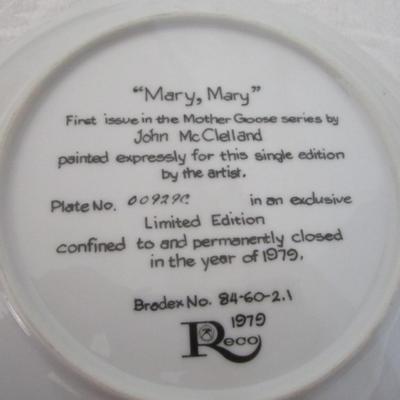 “Mary, Mary”
First issue in the Mother Goose series by
John McClelland
painted expressly for this single edition
by the artist.
Plate No. 00929C in an exclusive
Limited Edition
confined to and permanently closed
in the year of 1979.
Bradex No. 84-60-2.1
1979
Reco